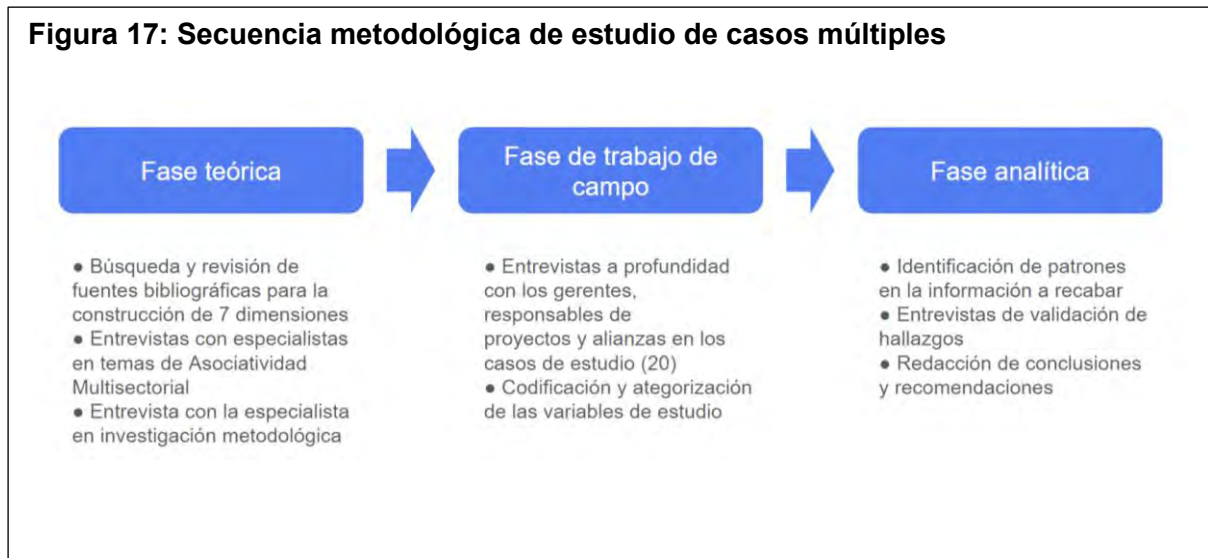 Figura 17: Secuencia metodológica de estudio de casos múltiples
Fase teórica
● Búsqueda y revisión de
fuentes bibliográficas para la
construcción de 7 dimensiones
● Entrevistas con especialistas
en temas de Asociatividad
Multisectorial
● Entrevista con la especialista
en investigación metodológica
Fase de trabajo de
campo
● Entrevistas a profundidad
con los gerentes,
responsables de
proyectos y alianzas en los
casos de estudio (20)
● Codificación y ategorización
de las variables de estudio
Fase analítica
● Identificación de patrones
en la información a recabar
● Entrevistas de validación de
hallazgos
● Redacción de conclusiones
y recomendaciones